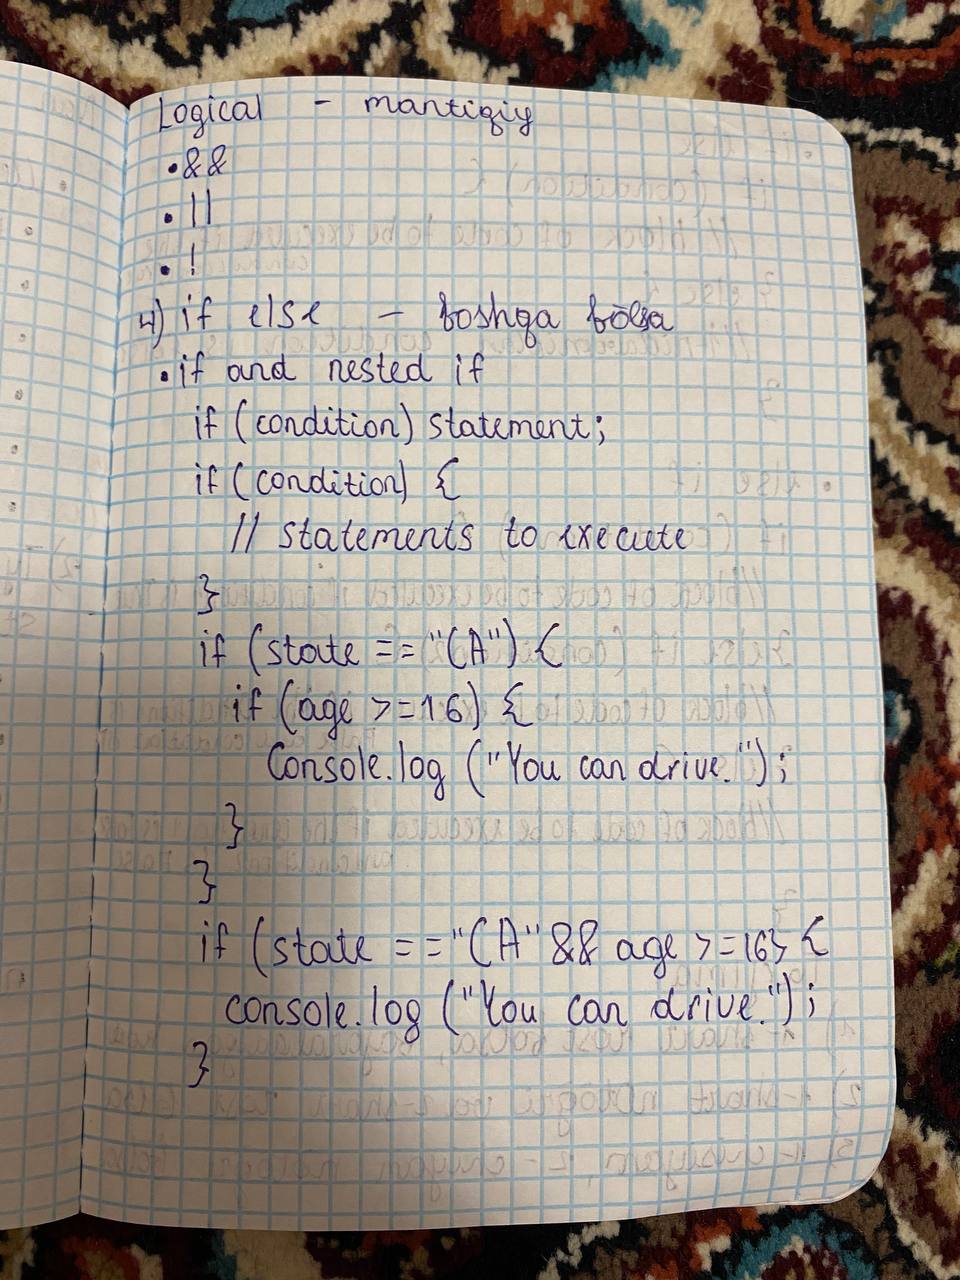 Logical - mantiqiy
• &&
• ||
• !
4) if else - boshqa bo'lsa
• if and nested if
if (condition) statement;
if (condition) {
// statements to execute
}
if (state == "CA") {
if (age >= 16) {
Console.log ("You can drive.");
}
}
if (state == "CA" && age >= 16} {
console.log ("You can drive.");
}